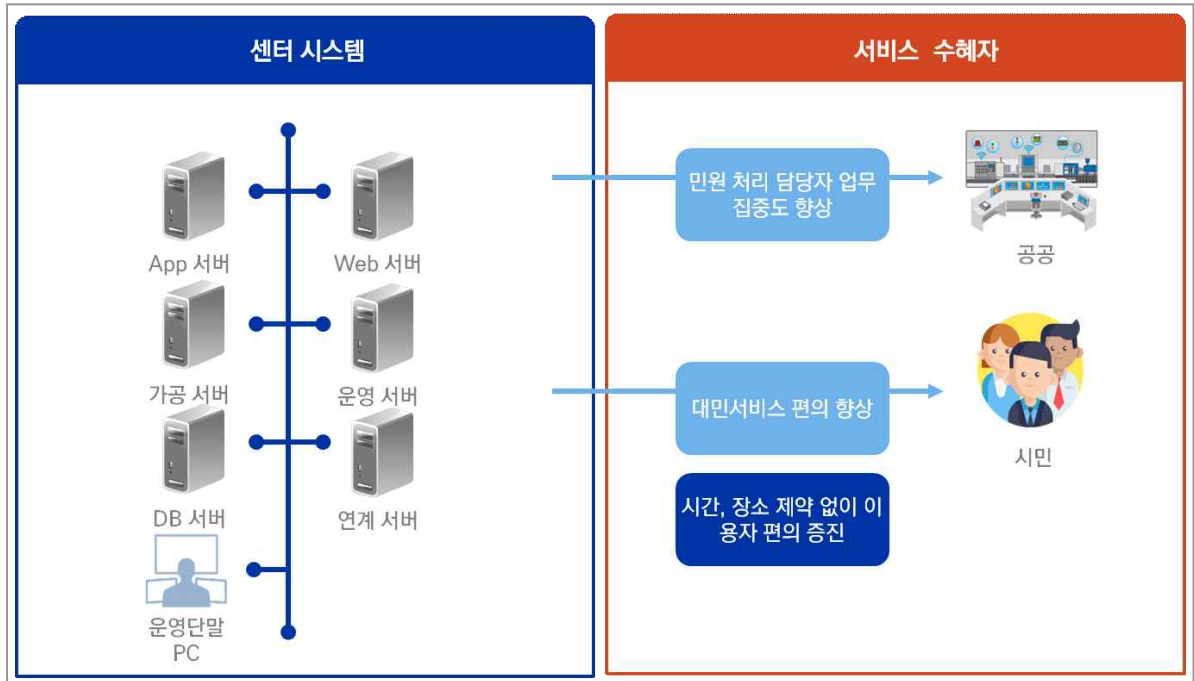 센터 시스템
App 서버
Web 서버
가공 서버
운영 서버
DB 서버
연계 서버
운영단말
PC
서비스 수혜자
민원 처리 담당자 업무
집중도 향상
공공
대민서비스 편의 향상
시민
시간, 장소 제약 없이 이
용자 편의 증진